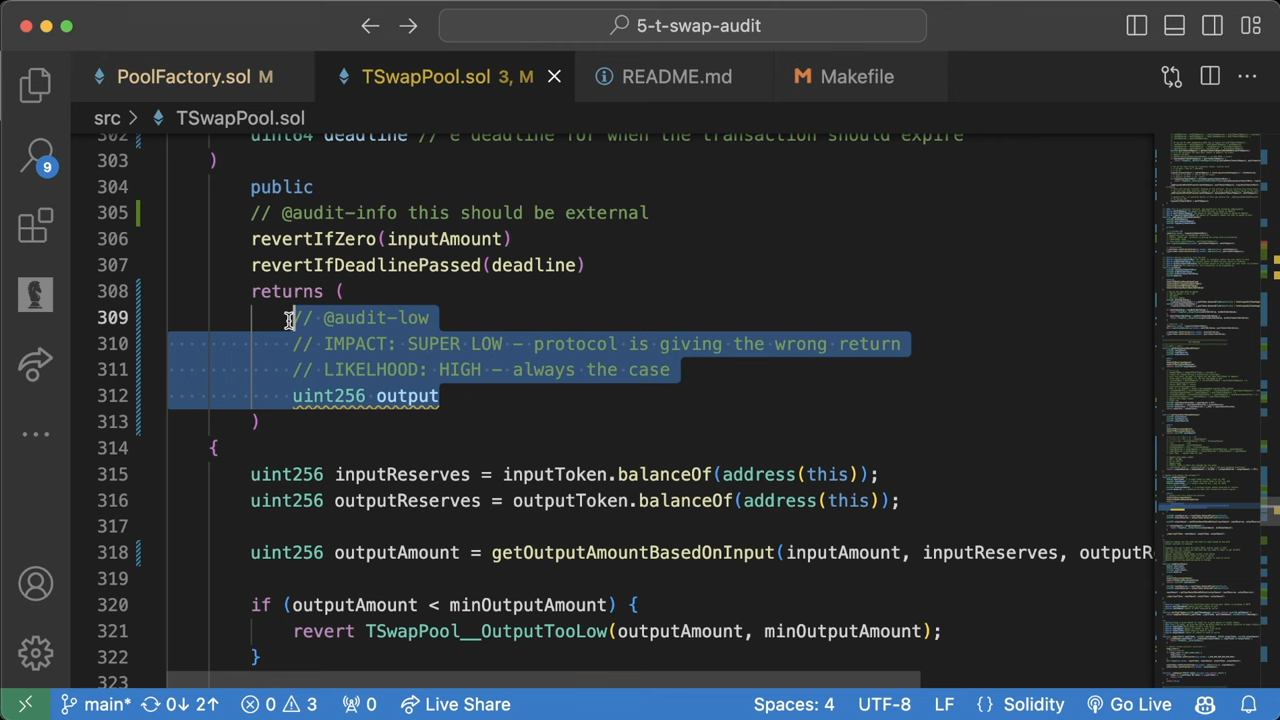 5-t-swap-audit
PoolFactory.sol M
TSwapPool.sol 3, M
README.md
Makefile
src > TSwapPool.sol
9
302 uint64 deadline // e deadline for when the transaction should expire
303 )
304 public
305 // @audit-info this should be external
306 revertIfZero(inputAmount)
307 revertIfDeadlinePassed(deadline)
308 returns (
309 // @audit-low
310 // IMPACT: SUPER LOW - protocol is giving the wrong return
311 // LIKELHOOD: HIGH - always the case
312 uint256 output
313 )
314 {
315 uint256 inputReserves = inputToken.balanceOf(address(this));
316 uint256 outputReserves = outputToken.balanceOf(address(this));
317
318 uint256 outputAmount = getOutputAmountBasedOnInput(inputAmount, inputReserves, outputR
319
320 if (outputAmount < minOutputAmount) {
321 revert TSwapPool__OutputTooLow(outputAmount, minOutputAmount);
322 }
323
main* 0↓ 2↑ 0 3 0 Live Share Spaces: 4 UTF-8 LF {} Solidity Go Live